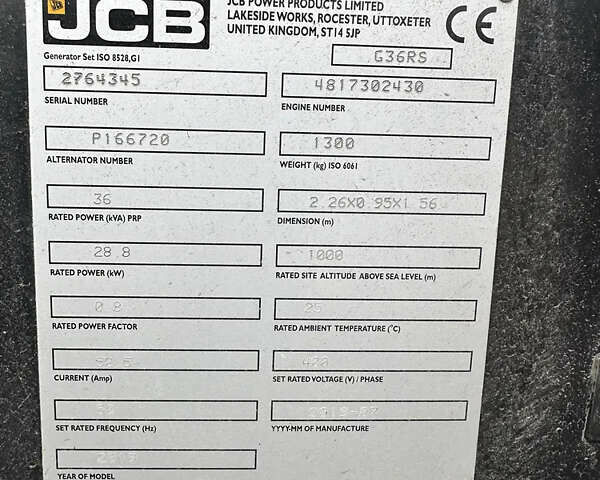 JCB
JCB POWER PRODUCTS LIMITED
LAKESIDE WORKS, ROCESTER, UTTOXETER
UNITED KINGDOM, ST14 5JP
CE
Generator Set ISO 8528,G1
G36RS
2764345
SERIAL NUMBER
4817302430
ENGINE NUMBER
P166720
ALTERNATOR NUMBER
1300
WEIGHT (kg) ISO 6061
36
RATED POWER (kVA) PRP
2.26X0.95X1.56
DIMENSION (m)
28.8
RATED POWER (kW)
1000
RATED SITE ALTITUDE ABOVE SEA LEVEL (m)
0.8
RATED POWER FACTOR
25
RATED AMBIENT TEMPERATURE (°C)
CURRENT (Amp)
400
SET RATED VOLTAGE (V) / PHASE
50
SET RATED FREQUENCY (Hz)
YYYY-MM OF MANUFACTURE
YEAR OF MODEL